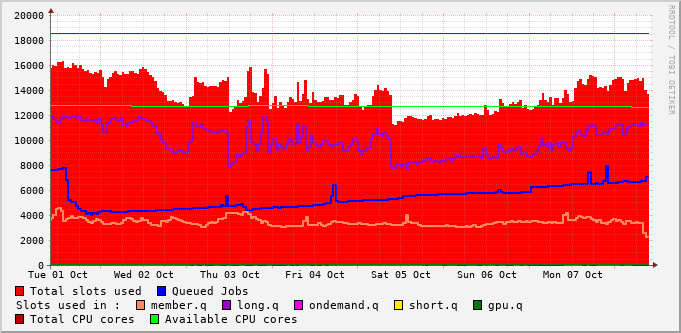 20000
18000
16000
14000
12000
10000
8000
6000
4000
2000
0
Tue 01 Oct Wed 02 Oct Thu 03 Oct Fri 04 Oct Sat 05 Oct Sun 06 Oct Mon 07 Oct
Total slots used Queued Jobs
Slots used in : member.q long.q ondemand.q short.q gpu.q
Total CPU cores Available CPU cores
RRDTOOL / TOBI OETIKER